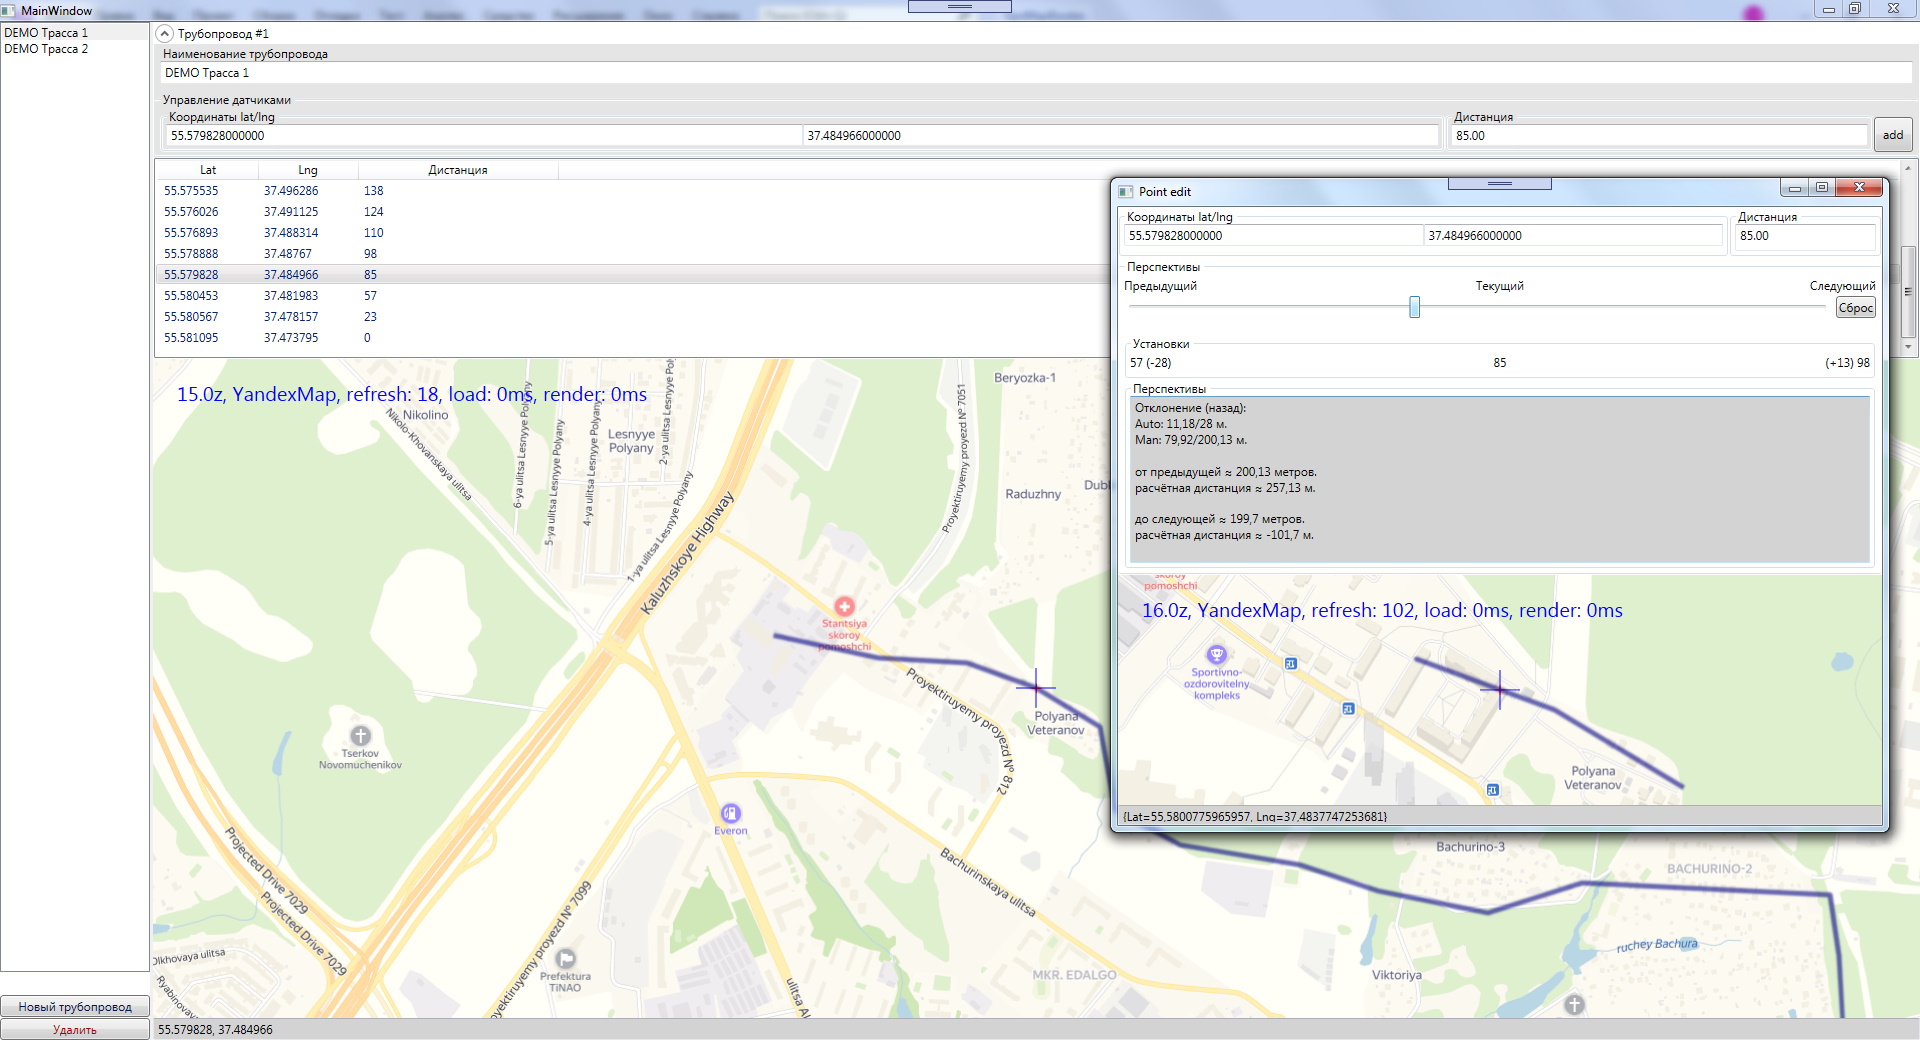 MainWindow
DEMO Трасса 1
DEMO Трасса 2
Новый трубопровод
Удалить
Трубопровод #1
Наименование трубопровода
DEMO Трасса 1
Управление датчиками
Координаты lat/lng
Дистанция
55.579828000000
37.484966000000
85.00
add
Lat Lng Дистанция
55.575535 37.496286 138
55.576026 37.491125 124
55.576893 37.488314 110
55.578888 37.48767 98
55.579828 37.484966 85
55.580453 37.481983 57
55.580567 37.478157 23
55.581095 37.473795 0
15.0z, YandexMap, refresh: 18, load: 0ms, render: 0ms
Nikolino
Nikolo-Khovanskaya ulitsa
6-ya ulitsa Lesnyye Polyany
5-ya ulitsa Lesnyye Polyany
4-ya ulitsa Lesnyye Polyany
2-ya ulitsa Lesnyye P
1-ya ulitsa Lesnyye Polyany
Lesnyye
Polyany
Kaluzhskoye Highway
Beryozka-1
Raduzhny
Proyektiruyemy proyezd № 7051
Stantsiya
skoroy
pomoshchi
Proyektiruyemy proyezd № 812
Polyana
Veteranov
Tserkov
Novomuchenikov
Everon
Bachurinskaya ulitsa
Projected Drive 7029
Projected Drive 7029
Proyektiruyemy proyezd № 7099
Olkhovaya ulitsa
Prefektura
TiNAO
MKR. EDALGO
Viktoriya
Bachurino-3
BACHURINO-2
ruchey Bachura
55.579828, 37.484966
Point edit
Координаты lat/lng
Дистанция
55.579828000000
37.484966000000
85.00
Перспективы
Предыдущий
Текущий
Следующий
Сброс
Установки
57 (-28)
85
(+13) 98
Перспективы
Отклонение (назад):
Auto: 11,18/28 м.
Man: 79,92/200,13 м.
от предыдущей ≈ 200,13 метров.
расчётная дистанция ≈ 257,13 м.
до следующей ≈ 199,7 метров.
расчётная дистанция ≈ -101,7 м.
skoroy
pomoshchi
16.0z, YandexMap, refresh: 102, load: 0ms, render: 0ms
Sportivno-
ozdorovitelny
kompleks
Polyana
Veteranov
{Lat=55,5800775965957, Lng=37,4837747253681}